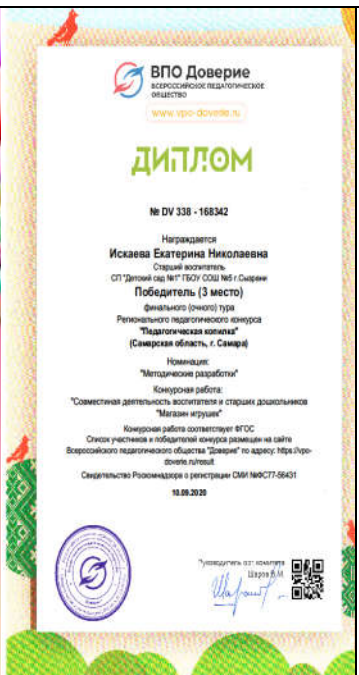 ВПО Доверие
ВСЕРОССИЙСКОЕ ПЕДАГОГИЧЕСКОЕ
ОБЩЕСТВО
www.vpo-doverie.ru
ДИПЛОМ
№ DV 338 - 168342
Награждается
Искаева Екатерина Николаевна
Старший воспитатель
СП "Детский сад №1" ГБОУ СОШ №5 г.Сызрани
Победитель (3 место)
финального (очного) тура
Регионального педагогического конкурса
"Педагогическая копилка"
(Самарская область, г. Самара)
Номинация:
"Методические разработки"
Конкурсная работа:
"Совместиная деятельность воспитателя и старших дошкольников
"Магазин игрушек"
Конкурсная работа соответствует ФГОС
Список участников и победителей конкурса размещен на сайте
Всероссийского педагогического общества "Доверие" по адресу: https://vpo-
doverie.ru/result
Свидетельство Роскомнадзора о регистрации СМИ №ФС77-56431
10.09.2020
Руководитель орг. комитета
Шаров В.М.